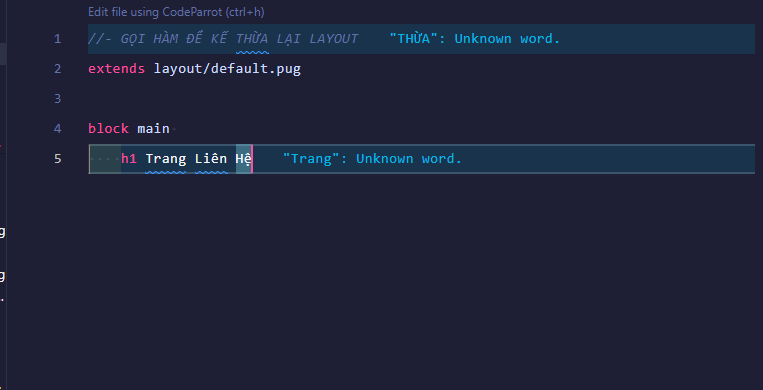 Edit file using CodeParrot (ctrl+h)
1 //- GỌI HÀM ĐỂ KẾ THỪA LẠI LAYOUT "THỪA": Unknown word.
2 extends layout/default.pug
3
4 block main
5 h1 Trang Liên Hệ "Trang": Unknown word.
g
g
.